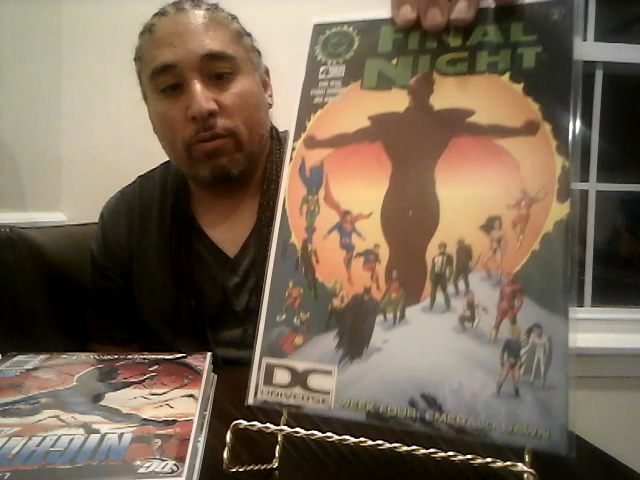 FINAL
NIGHT
DC
UNIVERSE
WEEK FOUR: EMERALD DAWN
NIGHTWING
DC